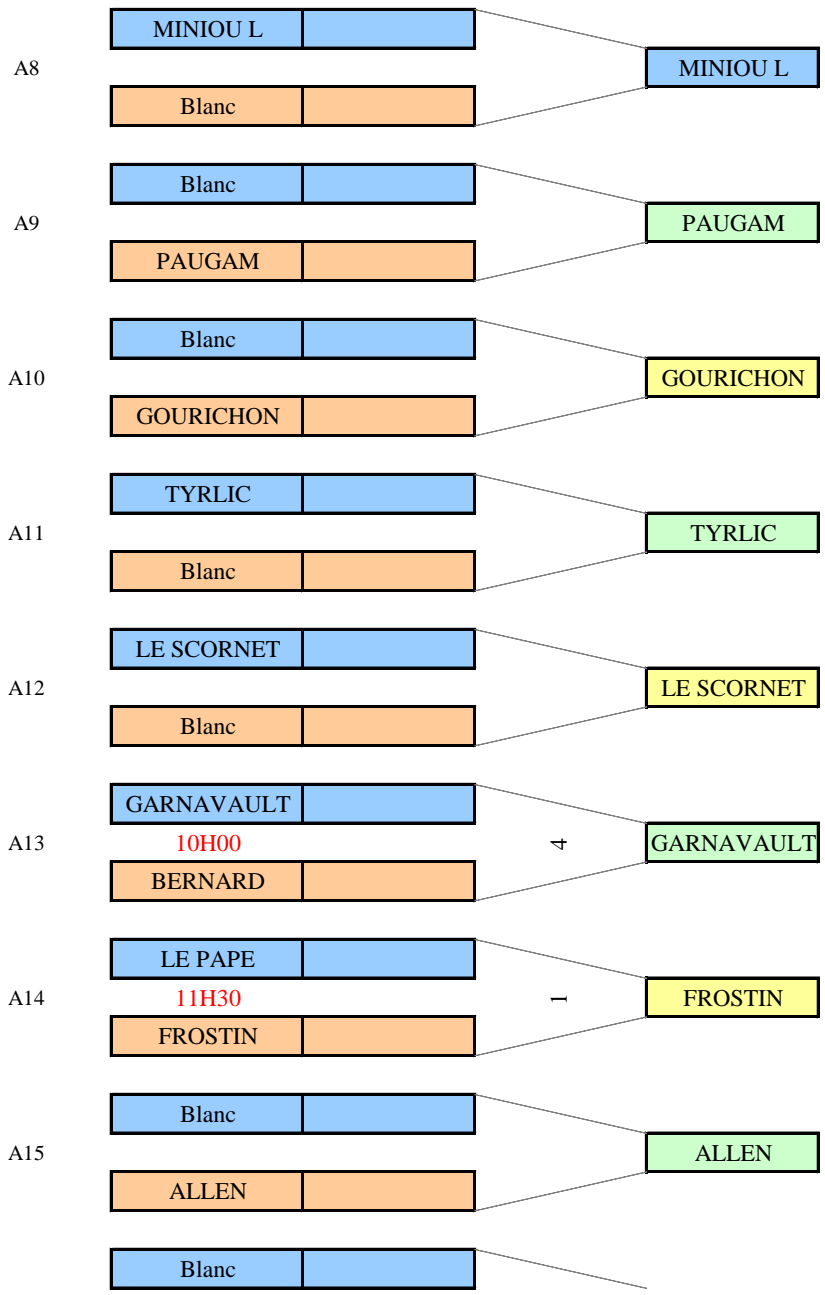 MINIOU L
A8
MINIOU L
Blanc
Blanc
A9
PAUGAM
PAUGAM
Blanc
A10
GOURICHON
GOURICHON
TYRLIC
A11
TYRLIC
Blanc
LE SCORNET
A12
LE SCORNET
Blanc
GARNAVAULT
A13
10H00
4
GARNAVAULT
BERNARD
LE PAPE
A14
11H30
1
FROSTIN
FROSTIN
Blanc
A15
ALLEN
ALLEN
Blanc